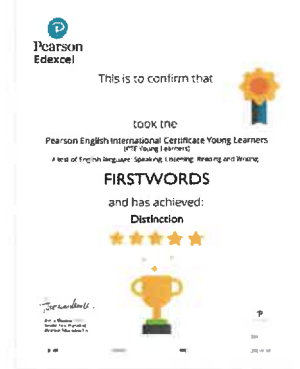 Pearson
Edexcel
This is to confirm that
took the
Pearson English International Certificate Young Learners
(PTE Young Learners)
A test of English language: Speaking, Listening, Reading and Writing
FIRSTWORDS
and has achieved:
Distinction
P